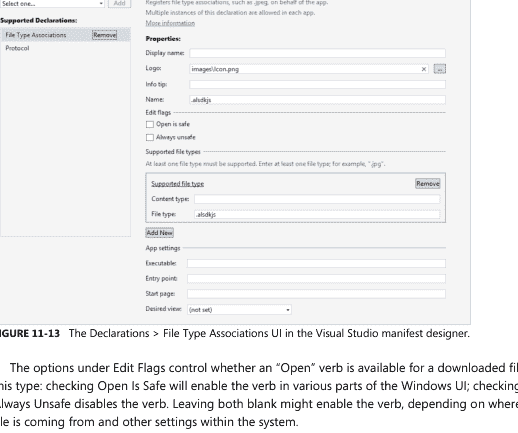 Select one...
Add
Registers file type associations, such as .jpeg, on behalf of the app.
Multiple instances of this declaration are allowed in each app.
More information
Supported Declarations:
File Type Associations
Remove
Protocol
Properties:
Display name:
Logo:
images\Icon.png
×
...
Info tip:
Name:
.alsdkjs
Edit flags
Open is safe
Always unsafe
Supported file types
At least one file type must be supported. Enter at least one file type; for example, ".jpg".
Supported file type
Remove
Content type:
File type:
.alsdkjs
Add New
App settings
Executable:
Entry point:
Start page:
Desired view:
(not set)
IGURE 11-13 The Declarations > File Type Associations UI in the Visual Studio manifest designer.
The options under Edit Flags control whether an “Open” verb is available for a downloaded fil
his type: checking Open Is Safe will enable the verb in various parts of the Windows UI; checking
lways Unsafe disables the verb. Leaving both blank might enable the verb, depending on where
le is coming from and other settings within the system.